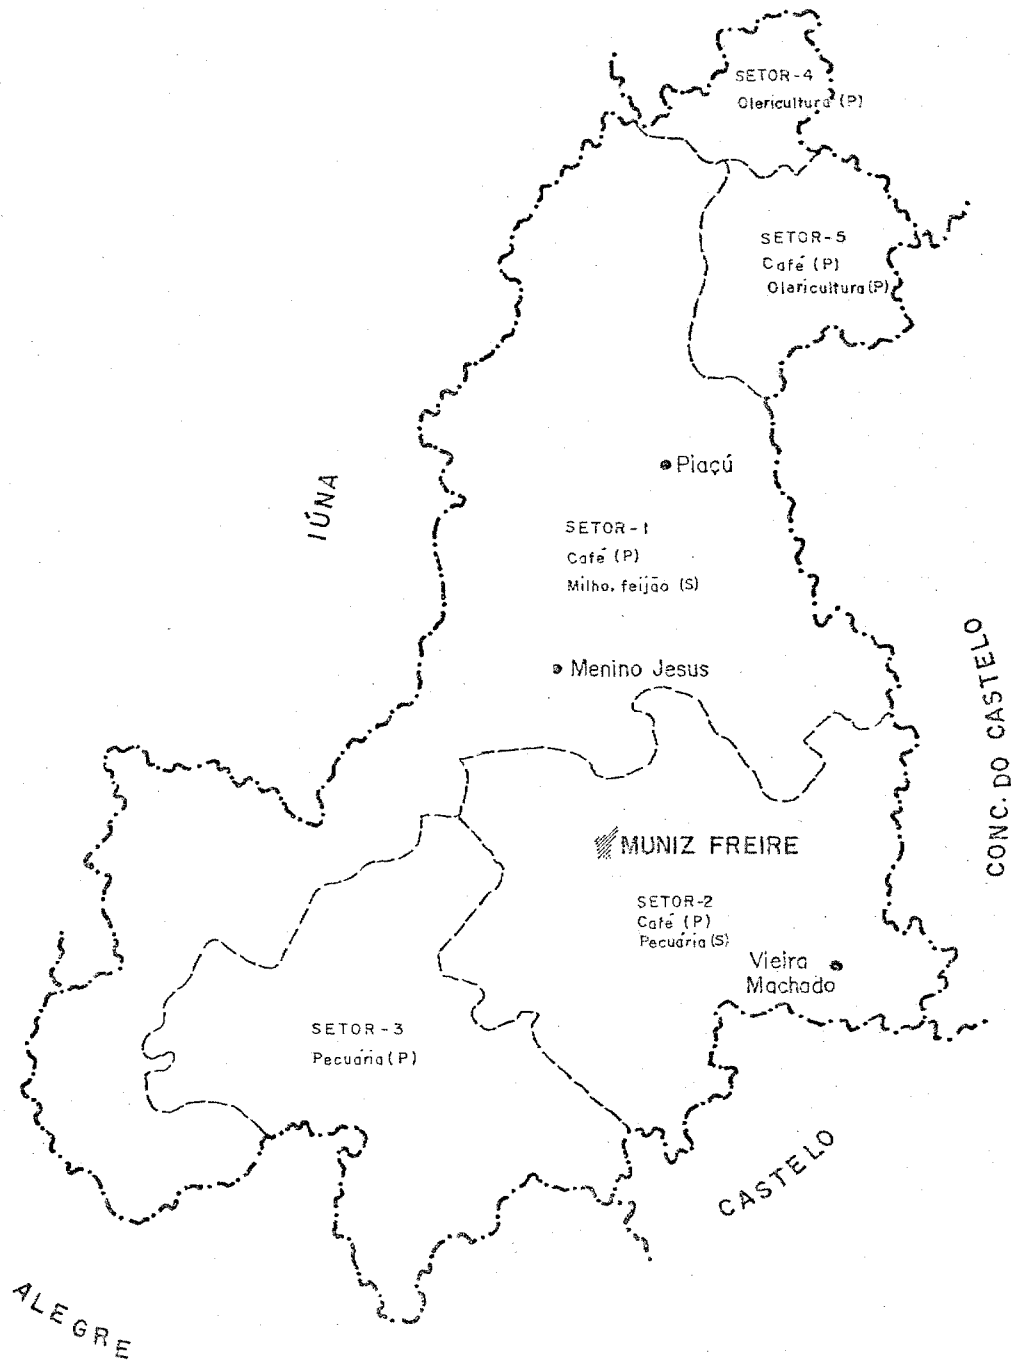 SETOR-4
Olericultura (P)
SETOR-5
Café (P)
Olericultura (P)
Piaçú
IÚNA
SETOR-1
Café (P)
Milho, feijão (S)
Menino Jesus
CONC. DO CASTELO
MUNIZ FREIRE
SETOR-2
Café (P)
Pecuária (S)
Vieira
Machado
SETOR-3
Pecuária (P)
CASTELO
ALEGRE